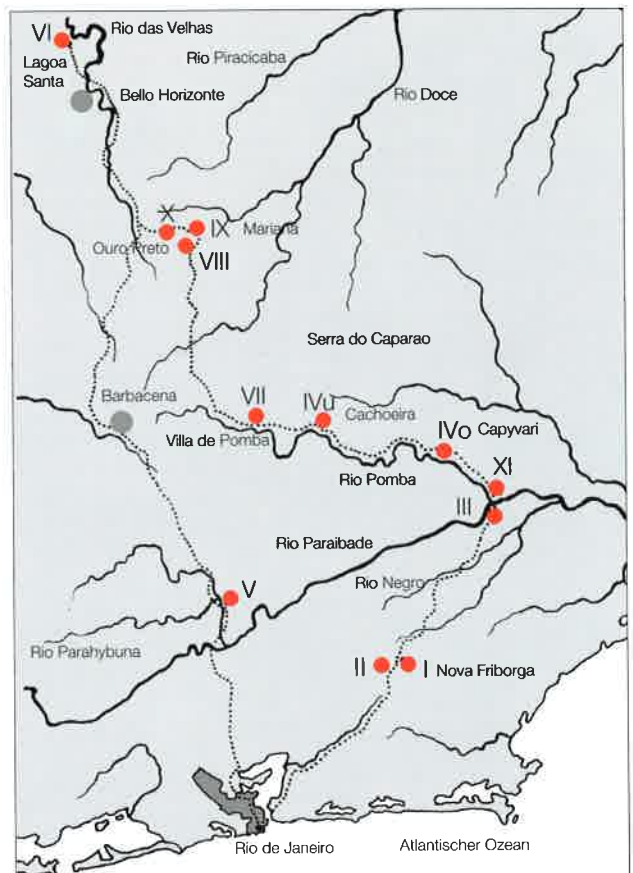 VI
Rio das Velhas
Lagoa
Santa
Rio Piracicaba
Bello Horizonte
Rio Doce
X
IX
Mariana
Ouro Preto
VIII
Serra do Caparao
Barbacena
VII
IVu
Cachoeira
IVo
Capyvari
Villa de Pomba
Rio Pomba
XI
III
Rio Paraibade
Rio Negro
V
Rio Parahybuna
II
I
Nova Friborga
Rio de Janeiro
Atlantischer Ozean